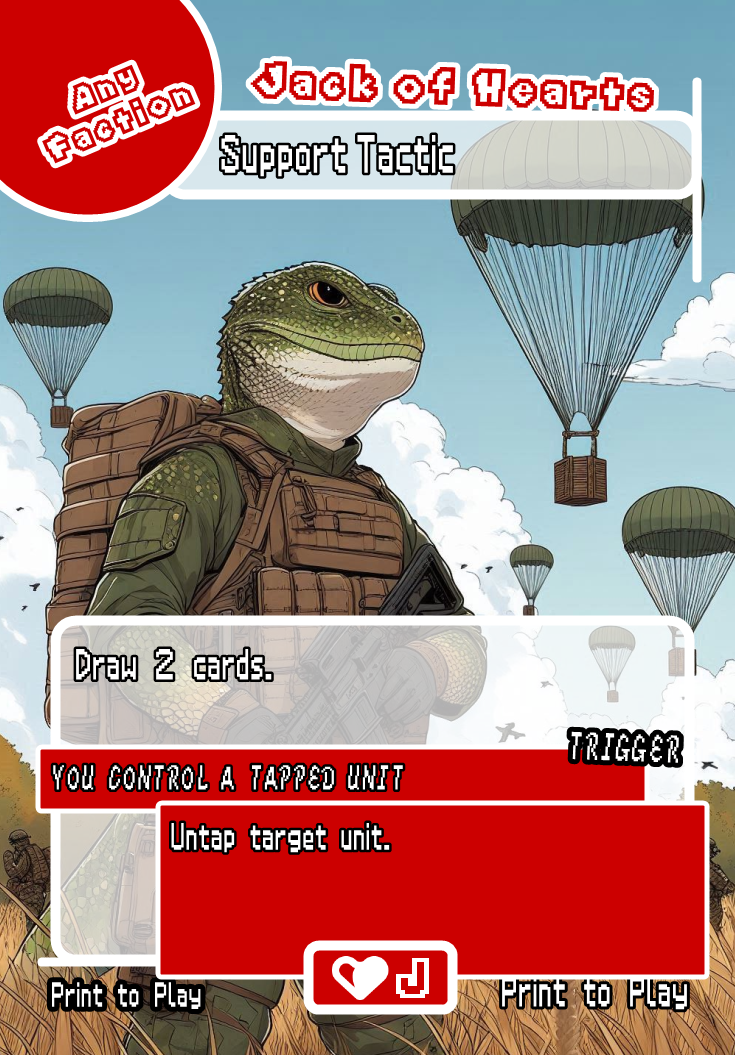 Any
Faction
Jack of Hearts
Support Tactic
Draw 2 cards.
TRIGGER
YOU CONTROL A TAPPED UNIT
Untap target unit.
J
Print to Play
Print to Play